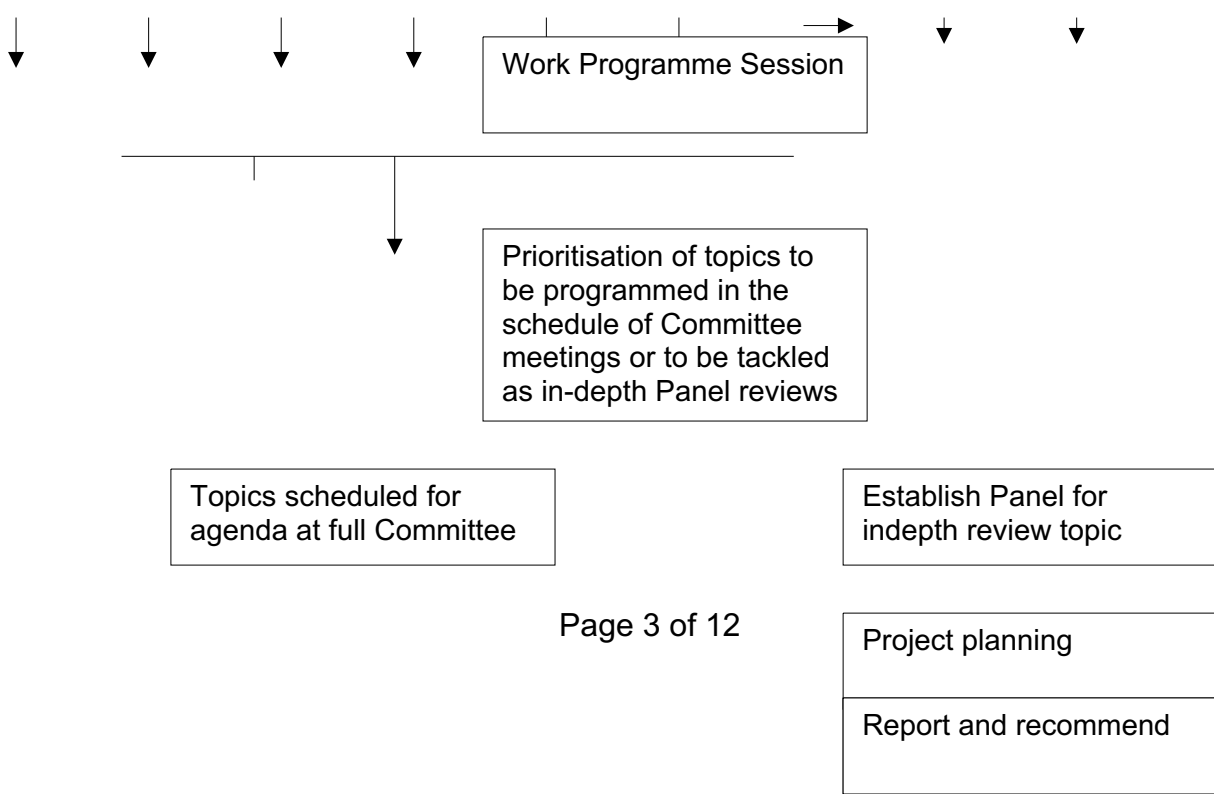 Work Programme Session
Prioritisation of topics to
be programmed in the
schedule of Committee
meetings or to be tackled
as in-depth Panel reviews
Topics scheduled for
agenda at full Committee
Establish Panel for
indepth review topic
Page 3 of 12
Project planning
Report and recommend